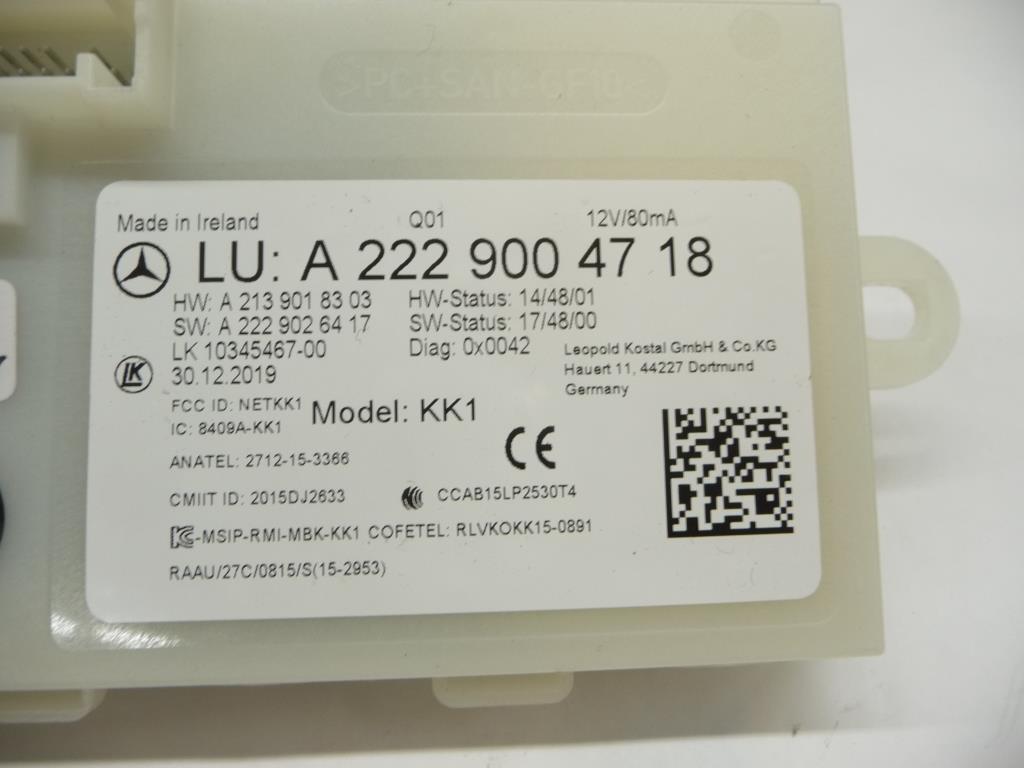 >PC+SAN-GF10<
Made in Ireland Q01 12V/80mA
LU: A 222 900 47 18
HW: A 213 901 83 03 HW-Status: 14/48/01
SW: A 222 902 64 17 SW-Status: 17/48/00
LK 10345467-00 Diag: 0x0042
Leopold Kostal GmbH & Co.KG
LK 30.12.2019
Hauert 11, 44227 Dortmund
Germany
FCC ID: NETKK1 Model: KK1
IC: 8409A-KK1
CE
ANATEL: 2712-15-3366
CMIIT ID: 2015DJ2633 CCAB15LP2530T4
-MSIP-RMI-MBK-KK1 COFETEL: RLVKOKK15-0891
RAAU/27C/0815/S(15-2953)